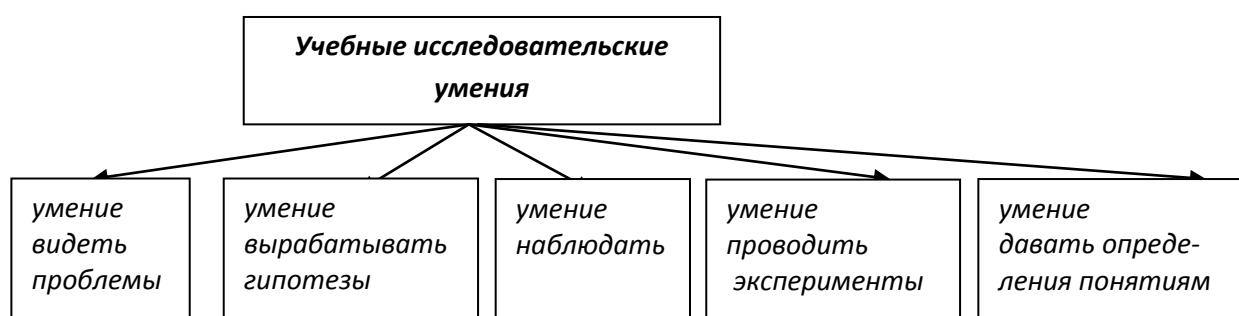 Учебные исследовательские
умения
умение
видеть
проблемы
умение
вырабатывать
гипотезы
умение
наблюдать
умение
проводить
эксперименты
умение
давать опреде-
ления понятиям